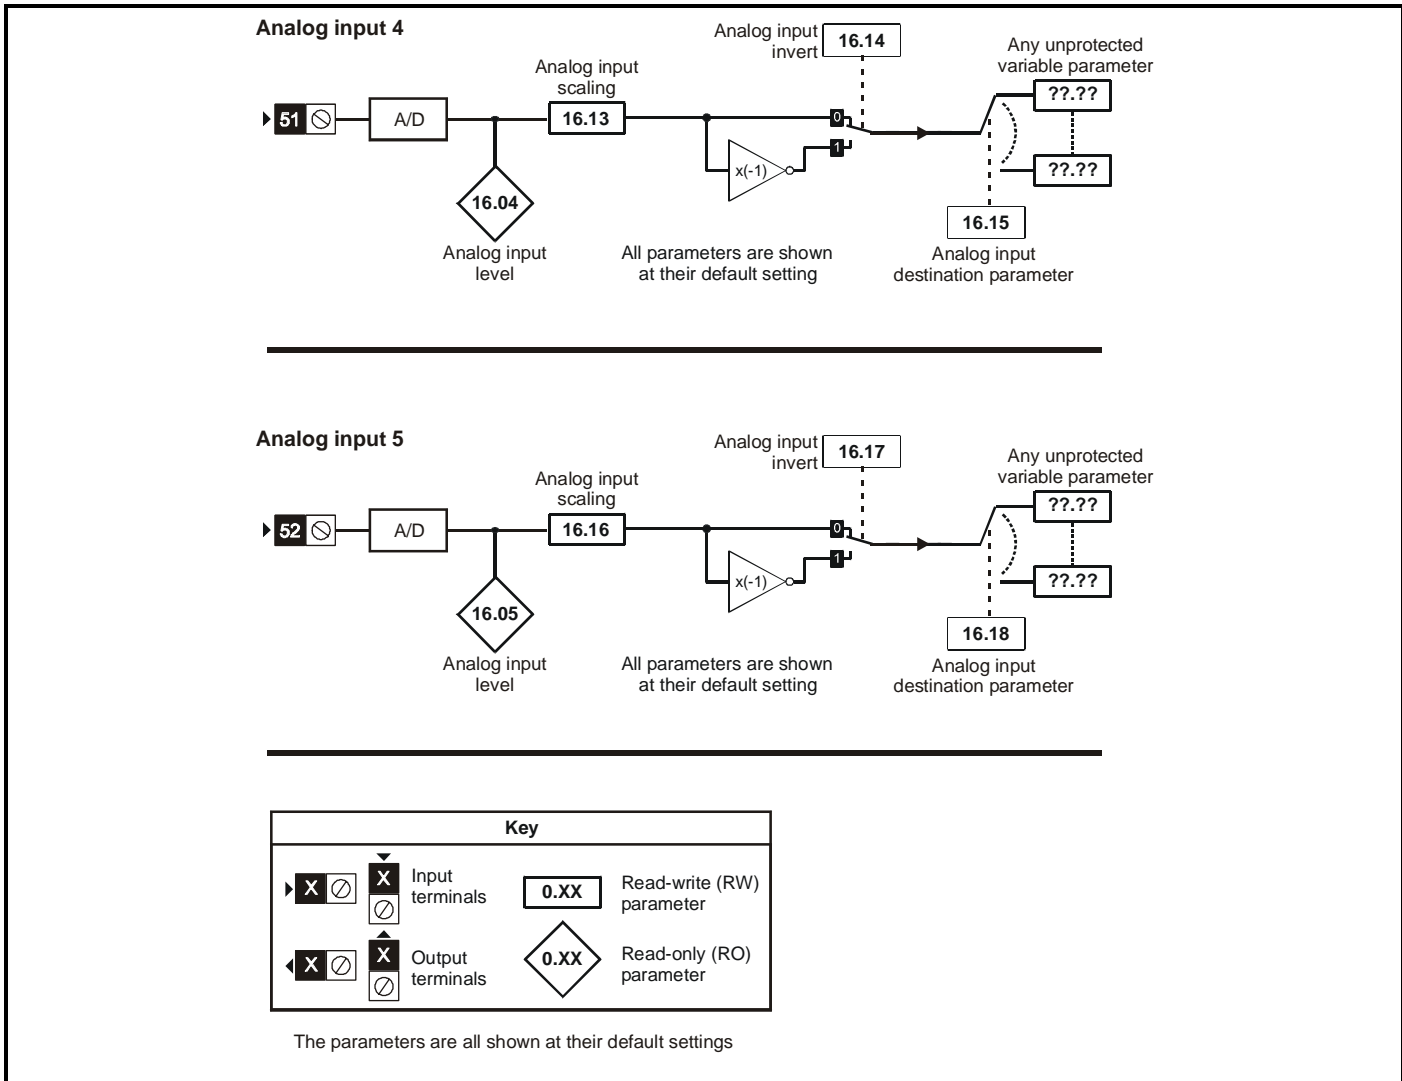 Analog input 4
Analog input
invert
16.14
Any unprotected
variable parameter
Analog input
scaling
??.??
51
A/D
16.13
0
1
x(-1)
??.??
16.04
16.15
Analog input
level
All parameters are shown
at their default setting
Analog input
destination parameter
Analog input 5
Analog input
invert
16.17
Any unprotected
variable parameter
Analog input
scaling
??.??
52
A/D
16.16
0
1
x(-1)
??.??
16.05
16.18
Analog input
level
All parameters are shown
at their default setting
Analog input
destination parameter
Key
X
X
Input
terminals
0.XX
Read-write (RW)
parameter
X
X
Output
terminals
0.XX
Read-only (RO)
parameter
The parameters are all shown at their default settings